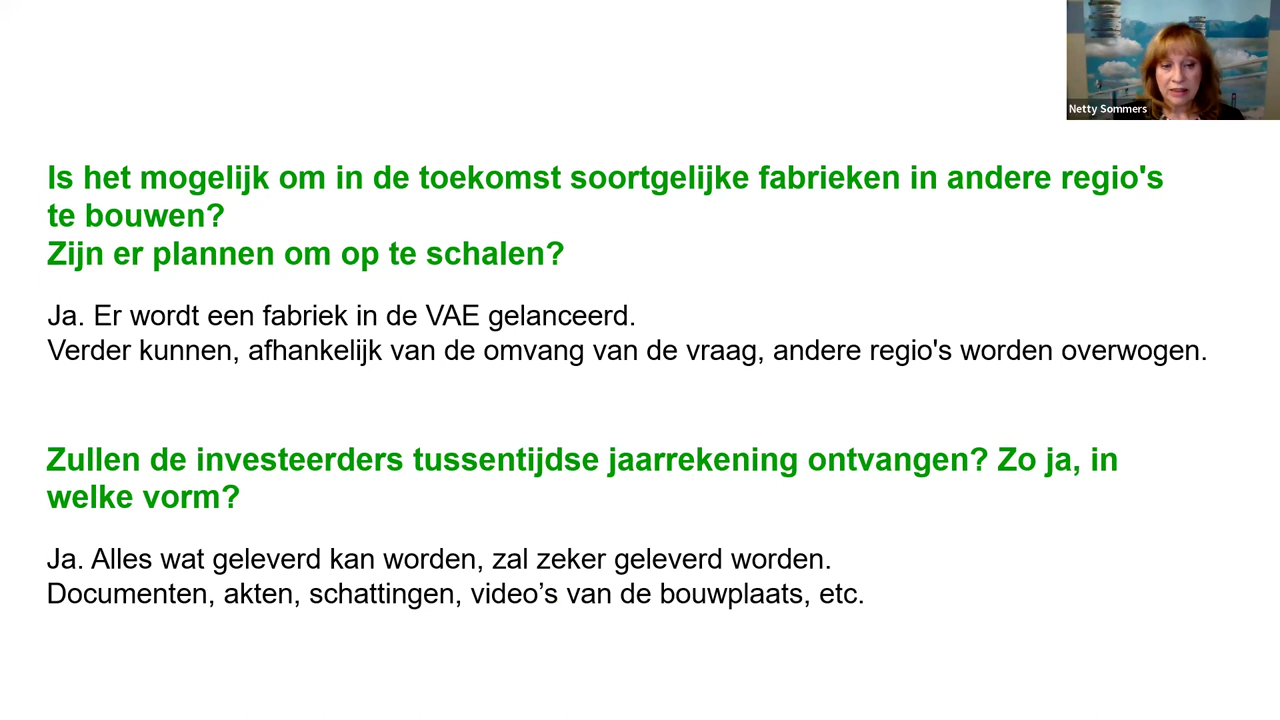 Netty Sommers
Is het mogelijk om in de toekomst soortgelijke fabrieken in andere regio's
te bouwen?
Zijn er plannen om op te schalen?
Ja. Er wordt een fabriek in de VAE gelanceerd.
Verder kunnen, afhankelijk van de omvang van de vraag, andere regio's worden overwogen.
Zullen de investeerders tussentijdse jaarrekening ontvangen? Zo ja, in
welke vorm?
Ja. Alles wat geleverd kan worden, zal zeker geleverd worden.
Documenten, akten, schattingen, video’s van de bouwplaats, etc.